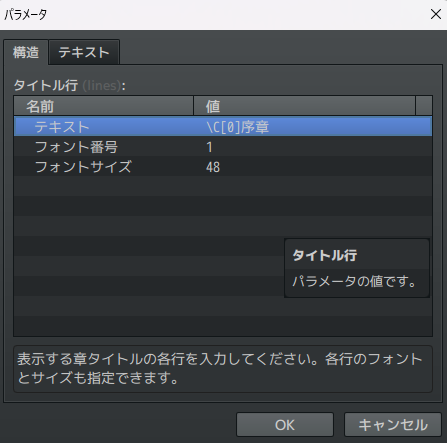 パラメータ
構造 テキスト
タイトル行 (lines):
名前 値
テキスト \C[0]序章
フォント番号 1
フォントサイズ 48
タイトル行
パラメータの値です。
表示する章タイトルの各行を入力してください。各行のフォント
とサイズも指定できます。
OK キャンセル